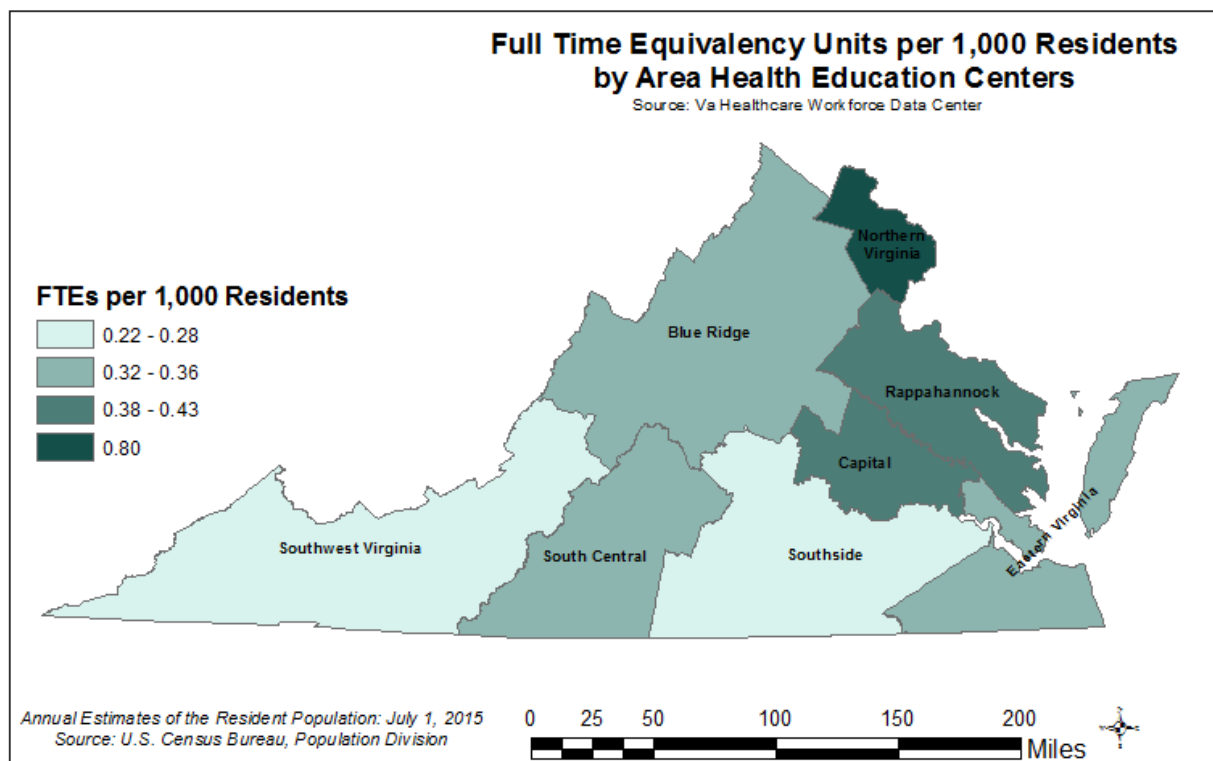 Full Time Equivalency Units per 1,000 Residents
by Area Health Education Centers
Source: Va Healthcare Workforce Data Center
Northern
Virginia
FTEs per 1,000 Residents
0.22 - 0.28
0.32 - 0.36
0.38 - 0.43
0.80
Blue Ridge
Rappahannock
Capital
Eastern Virginia
Southwest Virginia
South Central
Southside
Annual Estimates of the Resident Population: July 1, 2015
Source: U.S. Census Bureau, Population Division
0 25 50 100 150 200
Miles